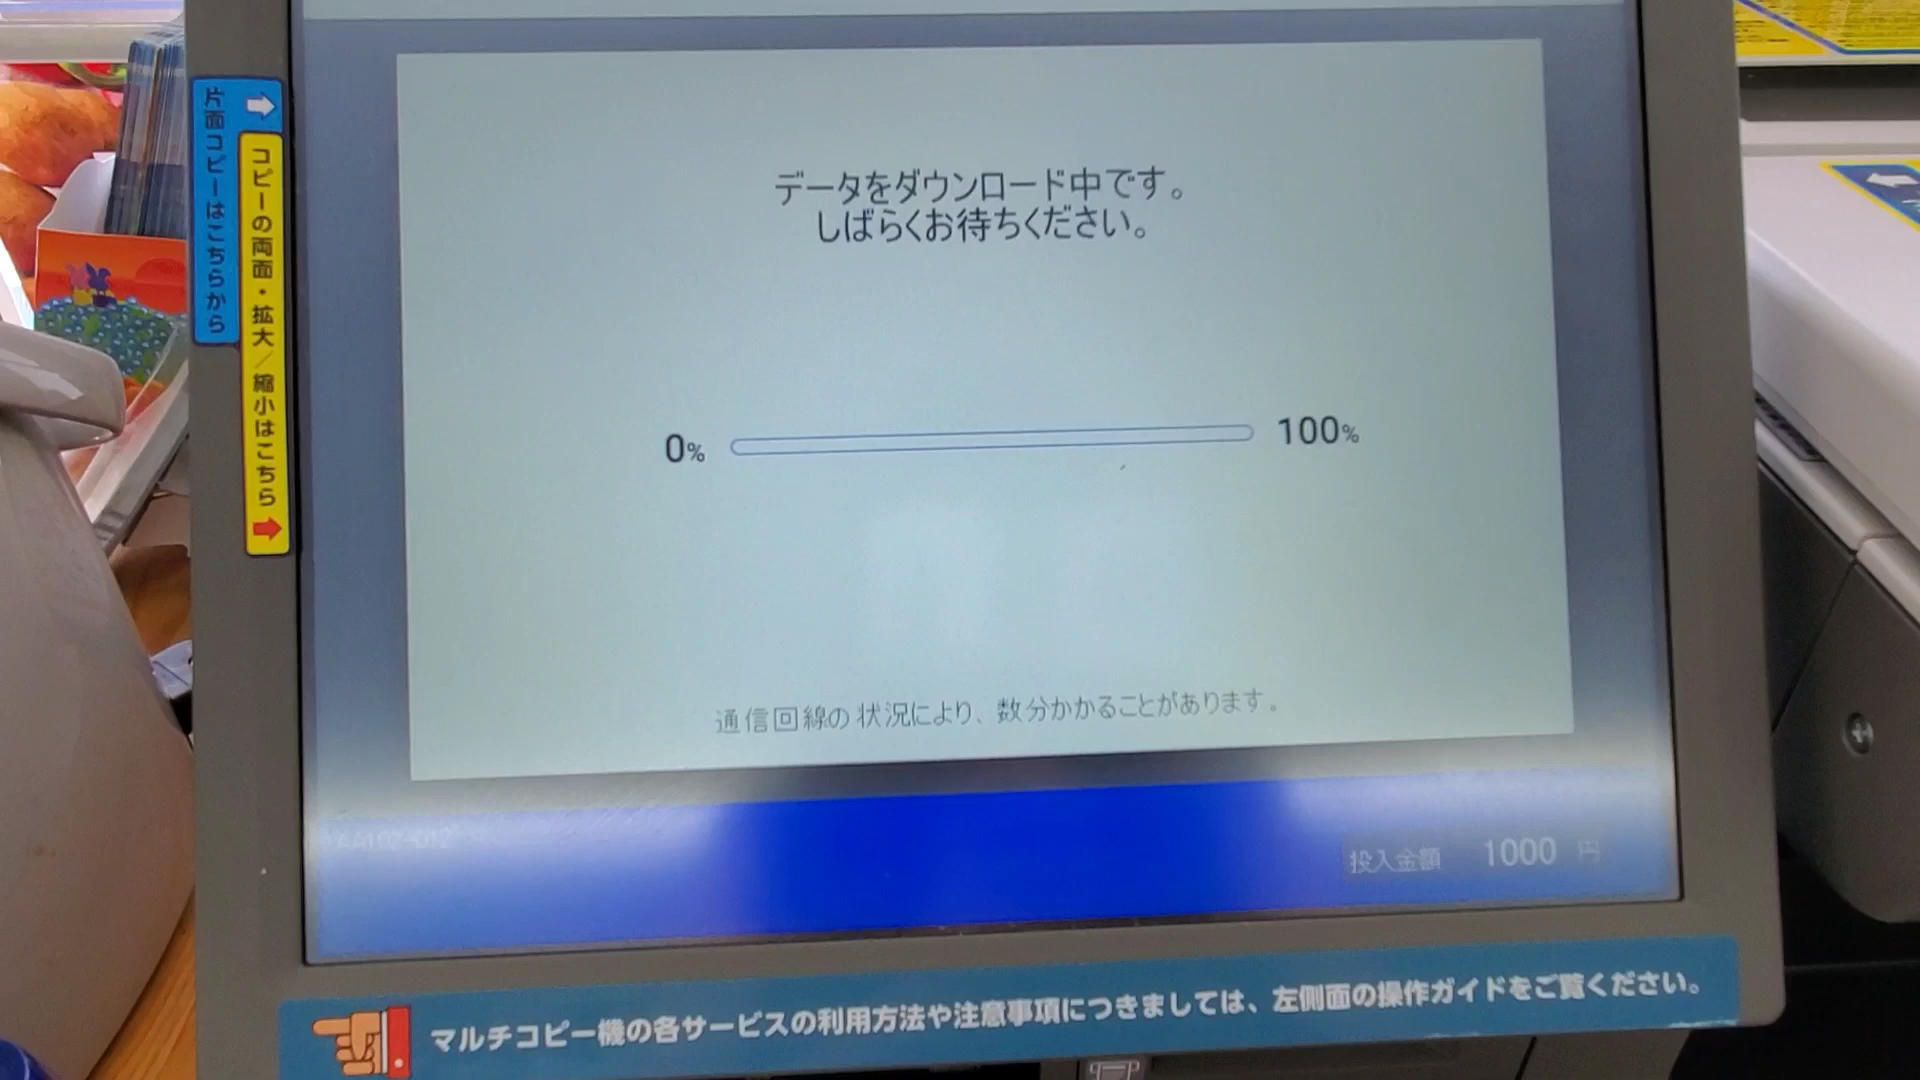 片面コピーはこちらから
コピーの両面・拡大／縮小はこちら
データをダウンロード中です。
しばらくお待ちください。
0%
100%
通信回線の状況により、数分かかることがあります。
投入金額 1000 円
マルチコピー機の各サービスの利用方法や注意事項につきましては、左側面の操作ガイドをご覧ください。